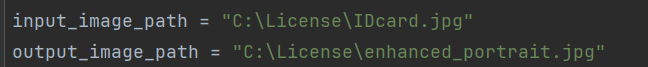 input_image_path = "C:\License\IDcard.jpg"
output_image_path = "C:\License\enhanced_portrait.jpg"